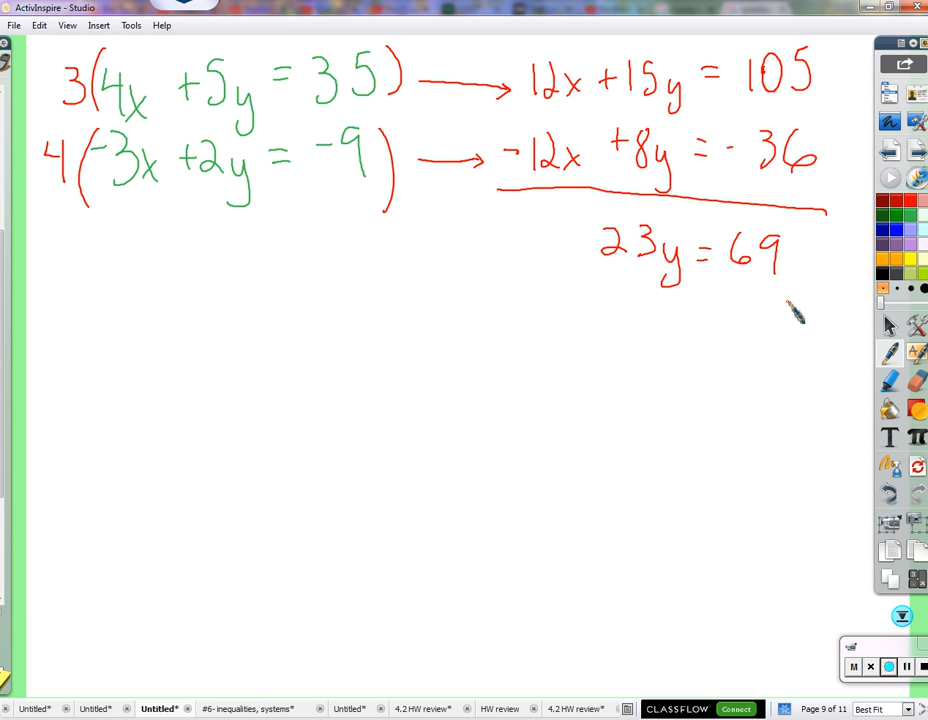 ActivInspire - Studio
File Edit View Insert Tools Help
3(4x +5y = 35) → 12x +15y = 105
4(-3x +2y = -9) → -12x +8y = -36
23y = 69
T π
M
Untitled* Untitled* Untitled* #6- inequalities, systems* Untitled* 4.2 HW review* HW review 4.2 HW review* CLASSFLOW Connect Page 9 of 11 Best Fit